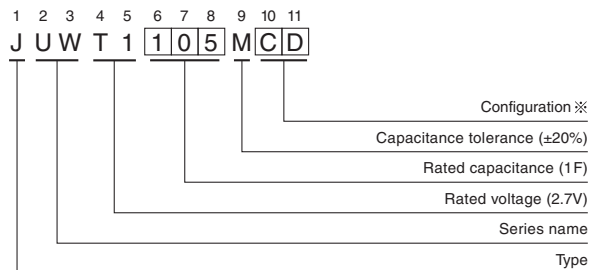 1 2 3 4 5 6 7 8 9 10 11
J U W T 1 1 0 5 M C D
Configuration ※
Capacitance tolerance (±20%)
Rated capacitance (1F)
Rated voltage (2.7V)
Series name
Type